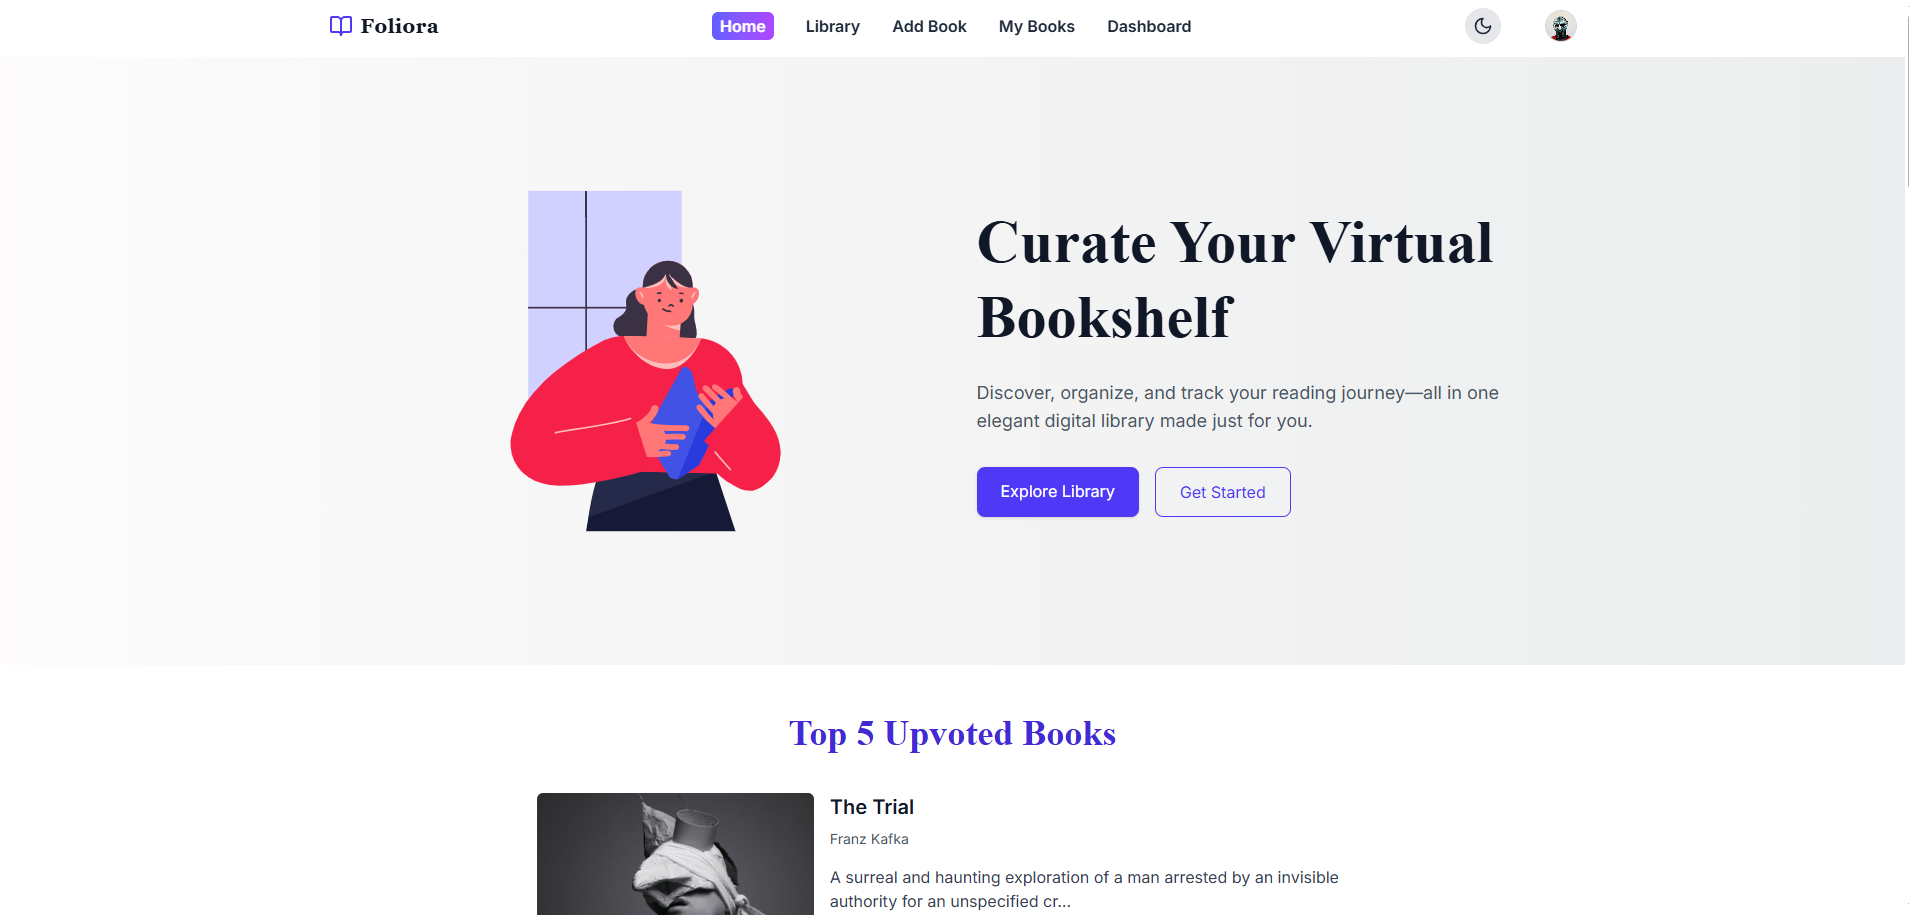 Foliora
Home
Library
Add Book
My Books
Dashboard
Curate Your Virtual
Bookshelf
Discover, organize, and track your reading journey—all in one
elegant digital library made just for you.
Explore Library
Get Started
Top 5 Upvoted Books
The Trial
Franz Kafka
A surreal and haunting exploration of a man arrested by an invisible
authority for an unspecified cr...